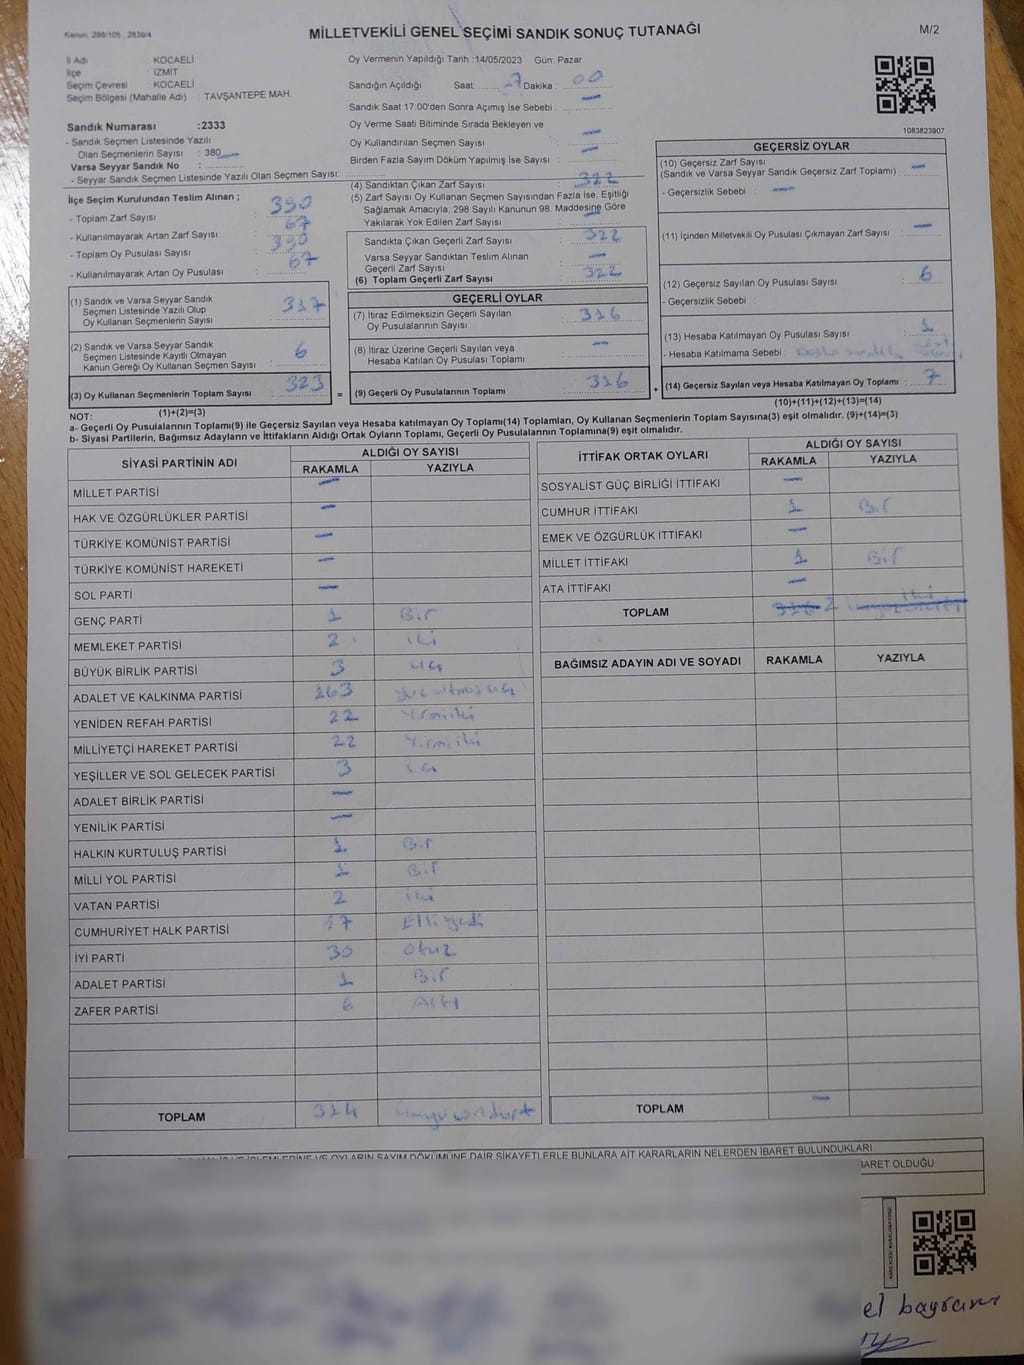 Kanun, 298/105 ; 2839/4
MİLLETVEKİLİ GENEL SEÇİMİ SANDIK SONUÇ TUTANAĞI
M/2
İl Adı : KOCAELİ
İlçe : İZMİT
Seçim Çevresi : KOCAELİ
Seçim Bölgesi (Mahalle Adı) : TAVŞANTEPE MAH.
Sandık Numarası :2333
- Sandık Seçmen Listesinde Yazılı
Olan Seçmenlerin Sayısı : 380
Varsa Seyyar Sandık No :
- Seyyar Sandık Seçmen Listesinde Yazılı Olan Seçmen Sayısı:
Oy Vermenin Yapıldığı Tarih :14/05/2023 Gün: Pazar
Sandığın Açıldığı Saat 17 Dakika : 00
Sandık Saat 17:00'den Sonra Açımış İse Sebebi : —
Oy Verme Saati Bitiminde Sırada Bekleyen ve
Oy Kullandırılan Seçmen Sayısı : —
Birden Fazla Sayım Döküm Yapılmış İse Sayısı : —
1083823907
İlçe Seçim Kurulundan Teslim Alınan ;
- Toplam Zarf Sayısı : 390
- Kullanılmayarak Artan Zarf Sayısı : 67
- Toplam Oy Pusulası Sayısı : 390
- Kullanılmayarak Artan Oy Pusulası : 67
(4) Sandıktan Çıkan Zarf Sayısı : 322
(5) Zarf Sayısı Oy Kullanan Seçmen Sayısından Fazla İse, Eşitliği
Sağlamak Amacıyla; 298 Sayılı Kanunun 98. Maddesine Göre
Yakılarak Yok Edilen Zarf Sayısı : —
Sandıkta Çıkan Geçerli Zarf Sayısı : 322
Varsa Seyyar Sandıktan Teslim Alınan
Geçerli Zarf Sayısı : —
(6) Toplam Geçerli Zarf Sayısı : 322
GEÇERSİZ OYLAR
(10) Geçersiz Zarf Sayısı
(Sandık ve Varsa Seyyar Sandık Geçersiz Zarf Toplamı) : —
- Geçersizlik Sebebi : —
(11) İçinden Milletvekili Oy Pusulası Çıkmayan Zarf Sayısı : —
(12) Geçersiz Sayılan Oy Pusulası Sayısı : 6
- Geçersizlik Sebebi :
(13) Hesaba Katılmayan Oy Pusulası Sayısı : 1
- Hesaba Katılmama Sebebi :
(14) Geçersiz Sayılan veya Hesaba Katılmayan Oy Toplamı : 7
(10)+(11)+(12)+(13)=(14)
(1) Sandık ve Varsa Seyyar Sandık
Seçmen Listesinde Yazılı Olup
Oy Kullanan Seçmenlerin Sayısı : 317
(2) Sandık ve Varsa Seyyar Sandık
Seçmen Listesinde Kayıtlı Olmayan
Kanun Gereği Oy Kullanan Seçmen Sayısı : 6
(3) Oy Kullanan Seçmenlerin Toplam Sayısı : 323
(1)+(2)=(3)
GEÇERLİ OYLAR
(7) İtiraz Edilmeksizin Geçerli Sayılan
Oy Pusulalarının Sayısı : 316
(8) İtiraz Üzerine Geçerli Sayılan veya
Hesaba Katılan Oy Pusulası Toplamı : —
= (9) Geçerli Oy Pusulalarının Toplamı : 316 +
NOT:
a- Geçerli Oy Pusulalarının Toplamı(9) ile Geçersiz Sayılan veya Hesaba katılmayan Oy Toplamı(14) Toplamları, Oy Kullanan Seçmenlerin Toplam Sayısına(3) eşit olmalıdır. (9)+(14)=(3)
b- Siyasi Partilerin, Bağımsız Adayların ve İttifakların Aldığı Ortak Oyların Toplamı, Geçerli Oy Pusulalarının Toplamına(9) eşit olmalıdır.
SİYASİ PARTİNİN ADI ALDIĞI OY SAYISI
RAKAMLA YAZIYLA
MİLLET PARTİSİ —
HAK VE ÖZGÜRLÜKLER PARTİSİ —
TÜRKİYE KOMÜNİST PARTİSİ —
TÜRKİYE KOMÜNİST HAREKETİ —
SOL PARTİ —
GENÇ PARTİ 1 Bir
MEMLEKET PARTİSİ 2 iki
BÜYÜK BİRLİK PARTİSİ 3 üç
ADALET VE KALKINMA PARTİSİ 163 yüzaltmışüç
YENİDEN REFAH PARTİSİ 22 Yirmiiki
MİLLİYETÇİ HAREKET PARTİSİ 22 Yirmiiki
YEŞİLLER VE SOL GELECEK PARTİSİ 3 üç
ADALET BİRLİK PARTİSİ —
YENİLİK PARTİSİ —
HALKIN KURTULUŞ PARTİSİ 1 Bir
MİLLİ YOL PARTİSİ 1 Bir
VATAN PARTİSİ 2 iki
CUMHURİYET HALK PARTİSİ 57 Elliyedi
İYİ PARTİ 30 otuz
ADALET PARTİSİ 1 Bir
ZAFER PARTİSİ 6 Altı
TOPLAM 314
İTTİFAK ORTAK OYLARI ALDIĞI OY SAYISI
RAKAMLA YAZIYLA
SOSYALİST GÜÇ BİRLİĞİ İTTİFAKI —
CUMHUR İTTİFAKI 1 Bir
EMEK VE ÖZGÜRLÜK İTTİFAKI —
MİLLET İTTİFAKI 1 Bir
ATA İTTİFAKI —
TOPLAM 316 2 iki
BAĞIMSIZ ADAYIN ADI VE SOYADI RAKAMLA YAZIYLA
TOPLAM —
OYLARIN SAYIM DÖKÜMÜNE DAİR ŞİKAYETLERLE BUNLARA AİT KARARLARIN NELERDEN İBARET BULUNDUKLARI
İBARET OLDUĞU
el bayram